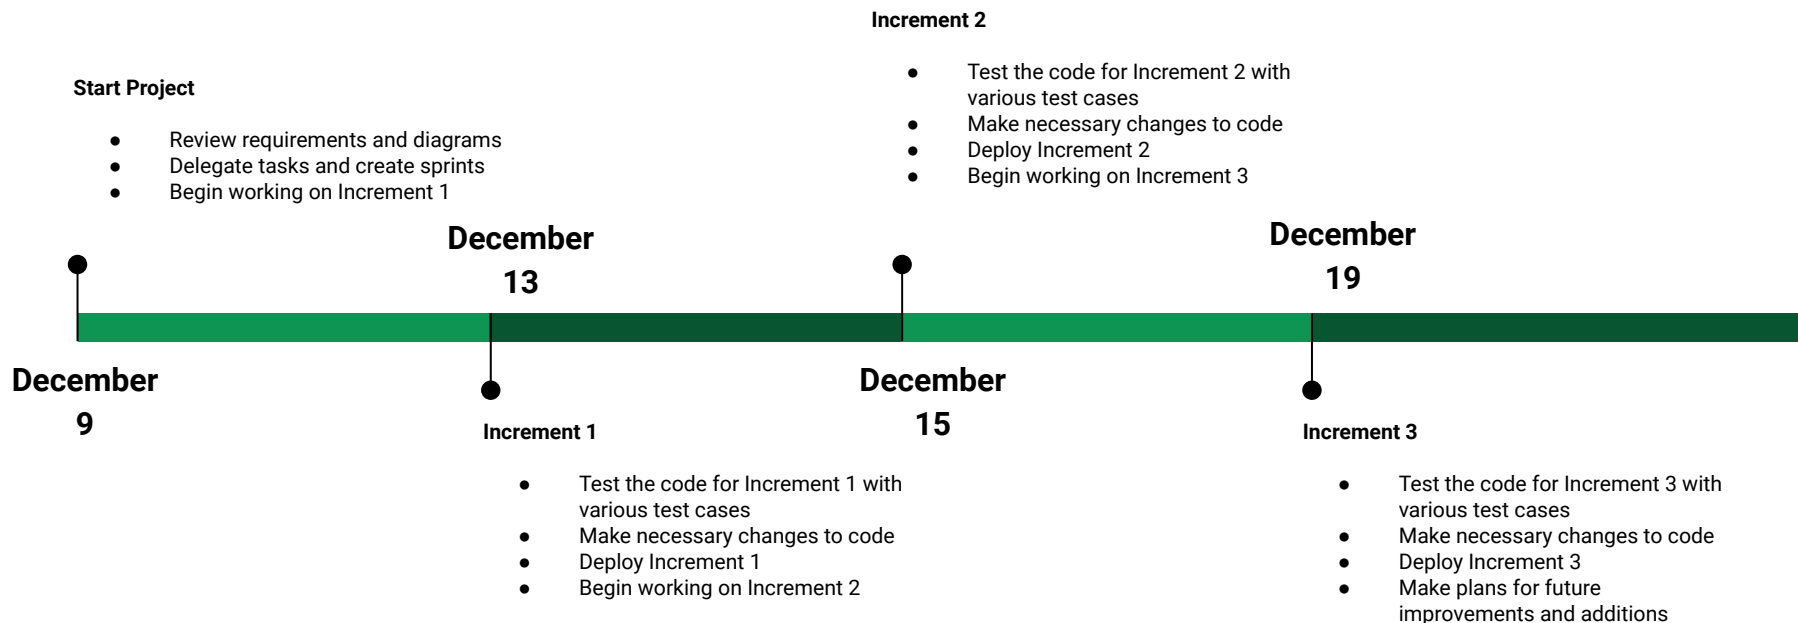 Increment 2
● Test the code for Increment 2 with
various test cases
● Make necessary changes to code
● Deploy Increment 2
● Begin working on Increment 3
Start Project
● Review requirements and diagrams
● Delegate tasks and create sprints
● Begin working on Increment 1
December
13
December
19
December
9
December
15
Increment 1
● Test the code for Increment 1 with
various test cases
● Make necessary changes to code
● Deploy Increment 1
● Begin working on Increment 2
Increment 3
● Test the code for Increment 3 with
various test cases
● Make necessary changes to code
● Deploy Increment 3
● Make plans for future
improvements and additions